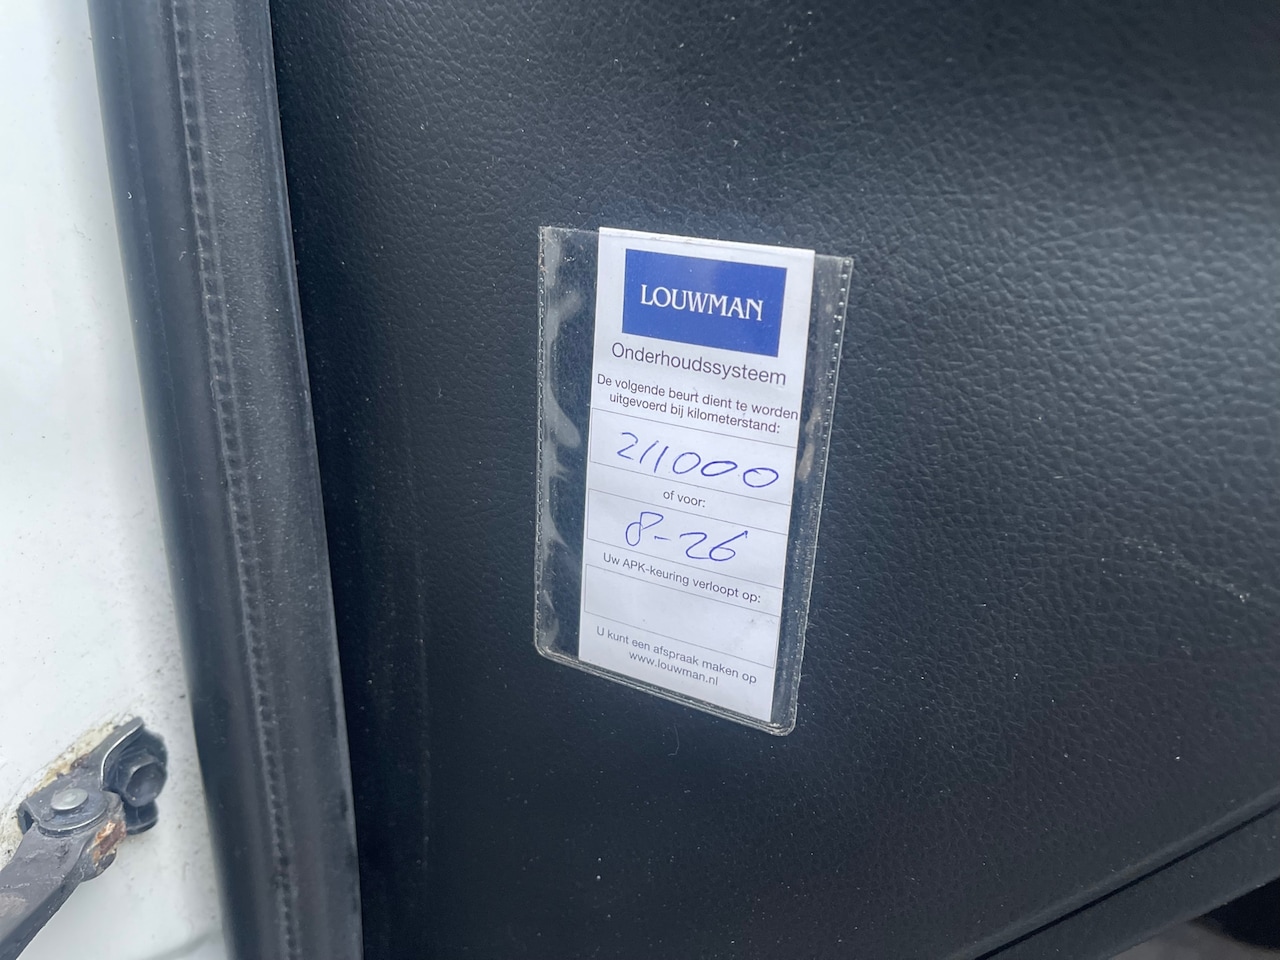 LOUWMAN
Onderhoudssysteem
De volgende beurt dient te worden
uitgevoerd bij kilometerstand:
211000
of voor:
8-26
Uw APK-keuring verloopt op:
U kunt een afspraak maken op
www.louwman.nl